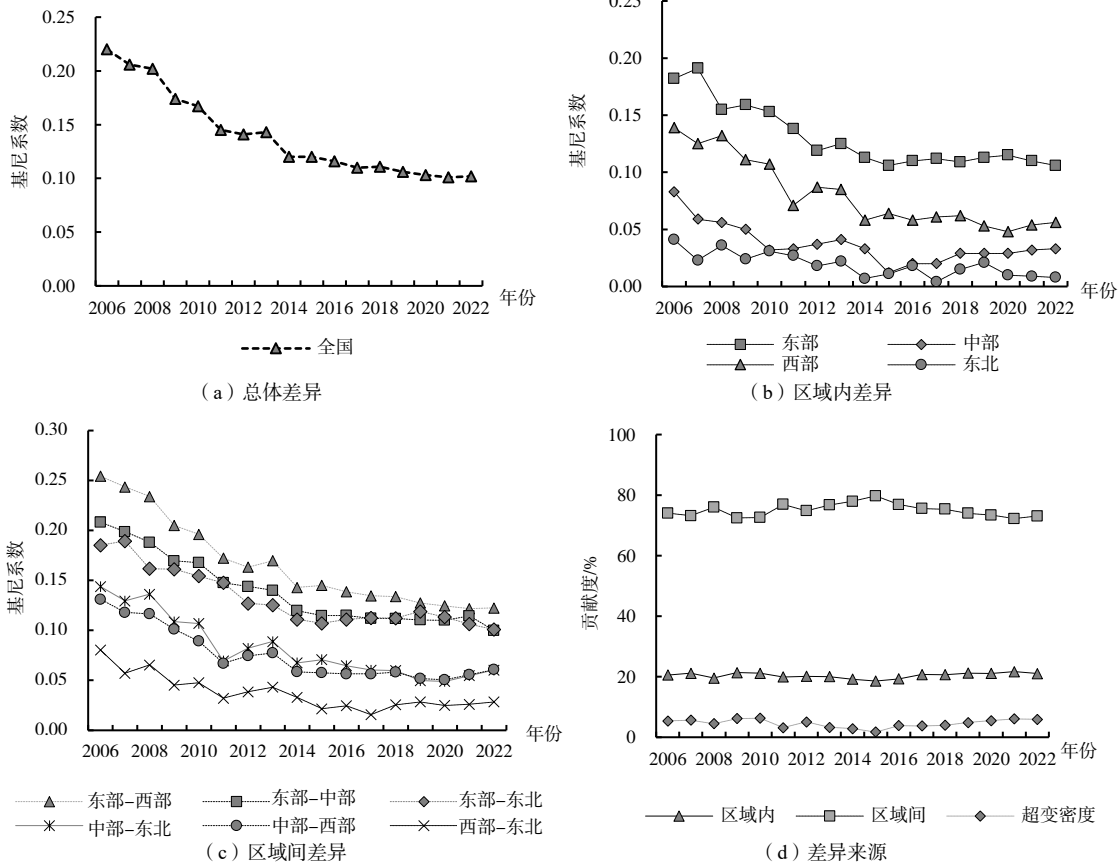 0.25
0.20
0.15
0.10
0.05
0.00
基尼系数
2006 2008 2010 2012 2014 2016 2018 2020 2022
年份
全国
（a）总体差异
0.25
0.20
0.15
0.10
0.05
0.00
基尼系数
2006 2008 2010 2012 2014 2016 2018 2020 2022
年份
东部 中部
西部 东北
（b）区域内差异
0.30
0.25
0.20
0.15
0.10
0.05
0.00
基尼系数
2006 2008 2010 2012 2014 2016 2018 2020 2022
年份
东部–西部 东部–中部 东部–东北
中部–东北 中部–西部 西部–东北
（c）区域间差异
100
80
60
40
20
0
贡献度/%
2006 2008 2010 2012 2014 2016 2018 2020 2022
年份
区域内 区域间 超变密度
（d）差异来源